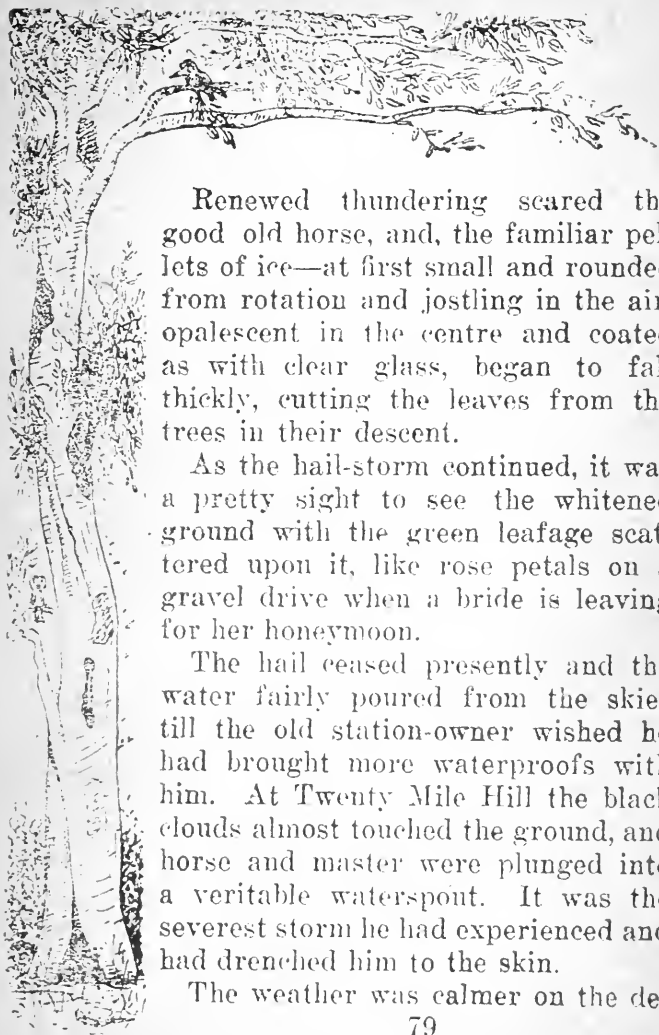 Renewed thundering scared th
good old horse, and, the familiar pel
lets of ice—at first small and rounde
from rotation and jostling in the air
opalescent in the centre and coate
as with clear glass, began to fal
thickly, cutting the leaves from th
trees in their descent.
As the hail-storm continued, it wa
a pretty sight to see the whitene
ground with the green leafage scat
tered upon it, like rose petals on
gravel drive when a bride is leaving
for her honeymoon.
The hail ceased presently and th
water fairly poured from the skie
till the old station-owner wished h
had brought more waterproofs with
him. At Twenty Mile Hill the black
clouds almost touched the ground, and
horse and master were plunged int
a veritable waterspout. It was th
severest storm he had experienced and
had drenched him to the skin.
The weather was calmer on the de
79